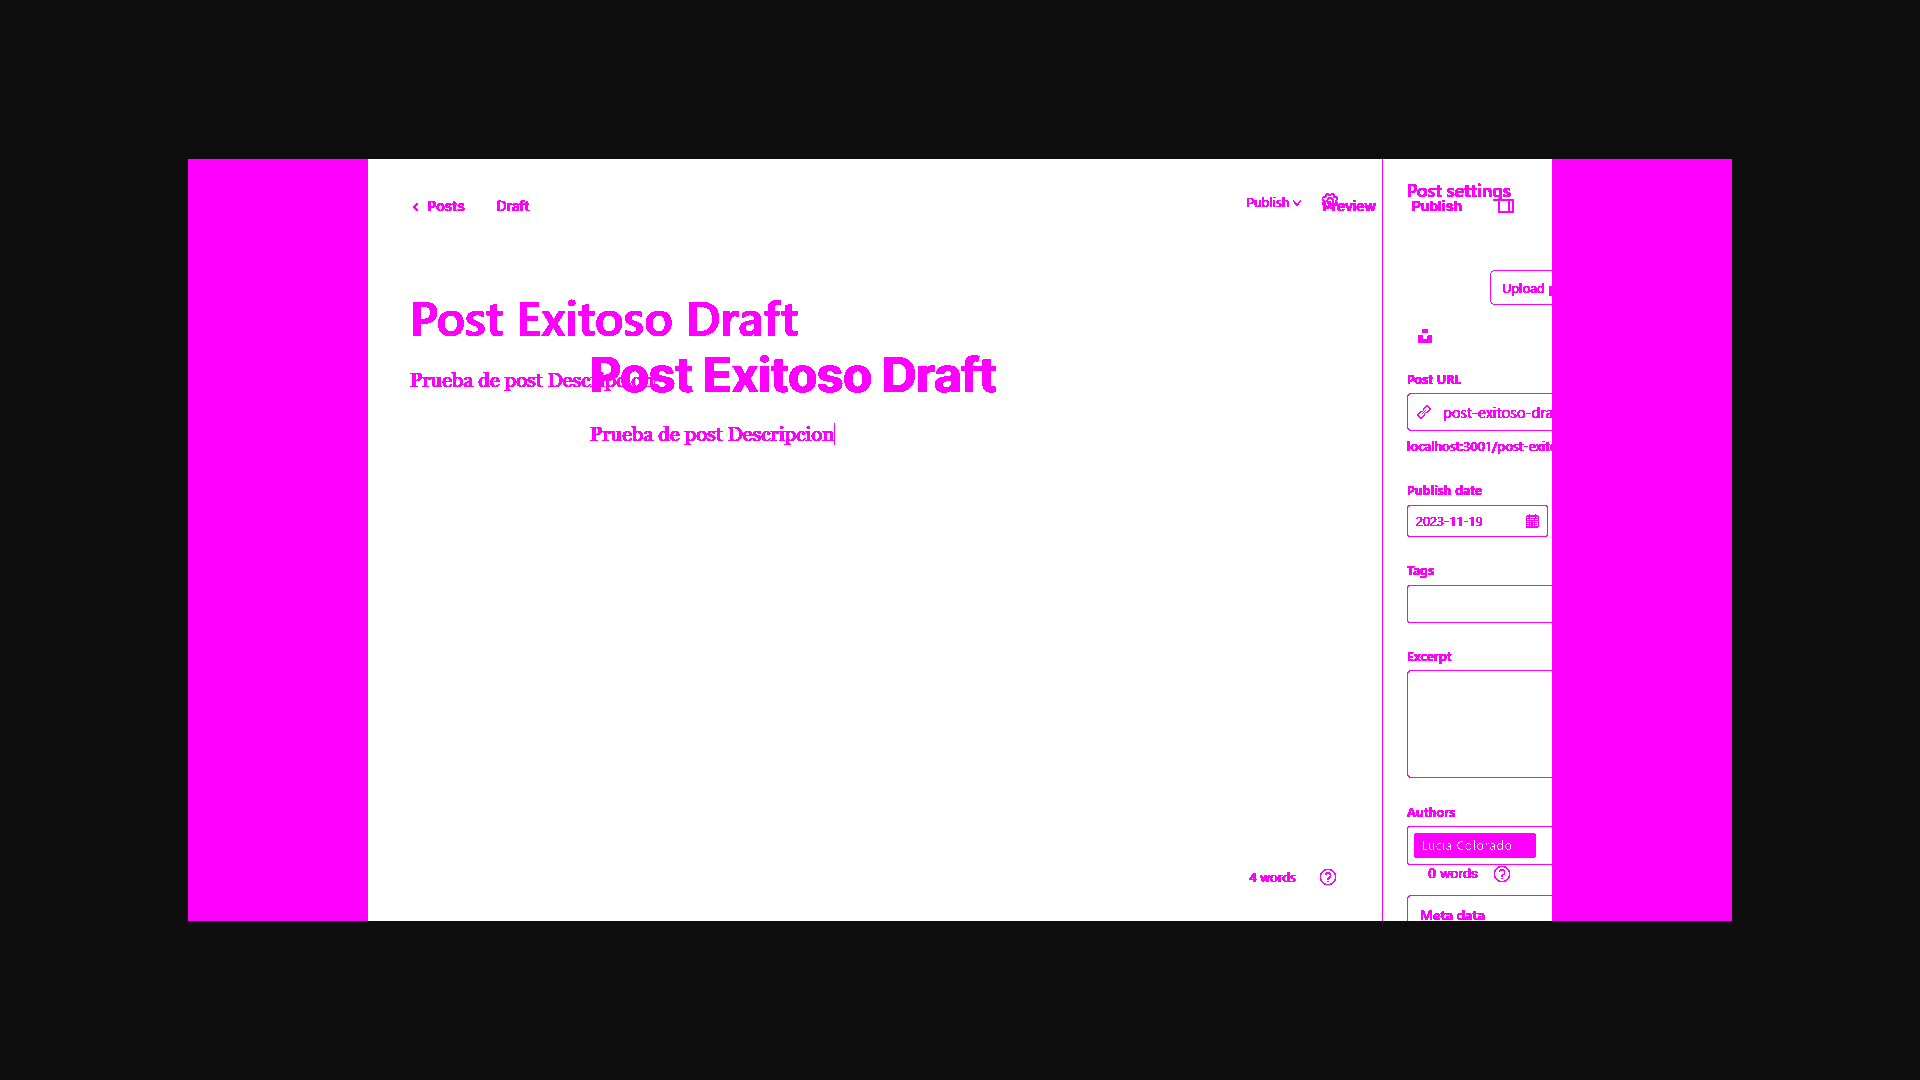 Posts
Draft
Publish
Preview
Post settings
Publish
Upload
Post Exitoso Draft
Post Exitoso Draft
Prueba de post Descripcion
Prueba de post Descripcion
Post URL
post-exitoso-dra
localhost:3001/post-exito
Publish date
2023-11-19
Tags
Excerpt
Authors
Lucia Colorado
4 words
0 words
Meta data